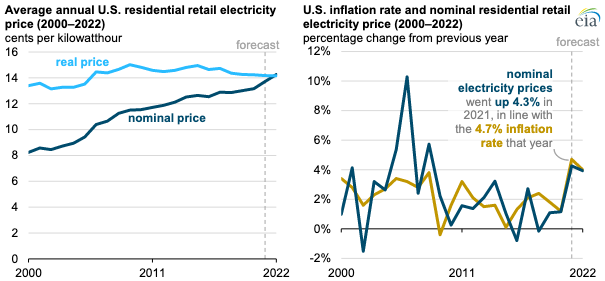 Average annual U.S. residential retail electricity
price (2000–2022)
cents per kilowatthour
forecast
16
14
12
10
8
6
4
2
0
real price
nominal price
2000
2011
2022
U.S. inflation rate and nominal residential retail
electricity price (2000–2022)
percentage change from previous year
eia
forecast
12%
10%
8%
6%
4%
2%
0%
-2%
nominal
electricity prices
went up 4.3% in
2021, in line with
the 4.7% inflation
rate that year
2000
2011
2022